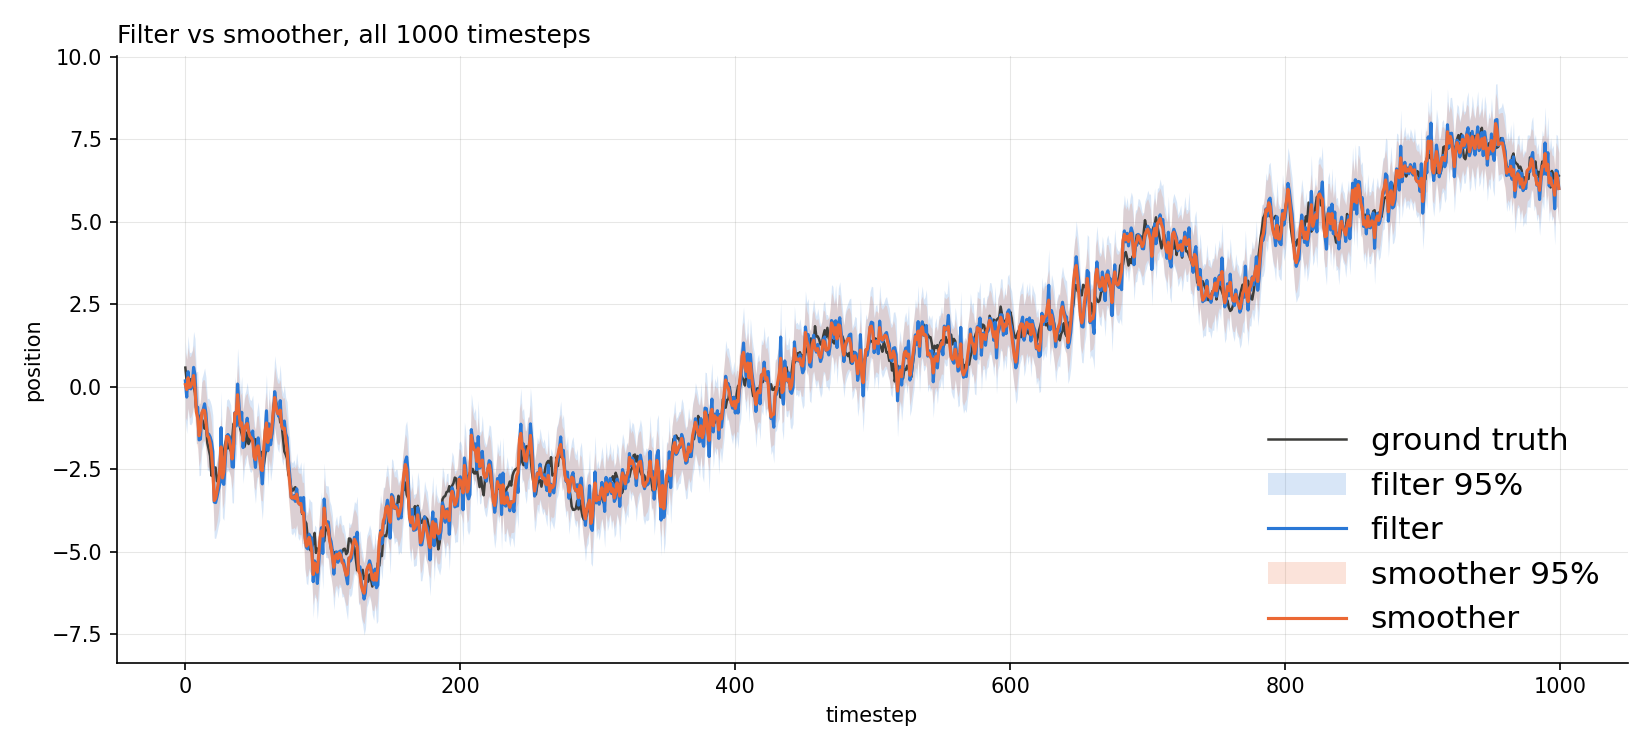 Filter vs smoother, all 1000 timesteps
10.0
7.5
5.0
2.5
0.0
−2.5
−5.0
−7.5
position
0 200 400 600 800 1000
timestep
ground truth
filter 95%
filter
smoother 95%
smoother